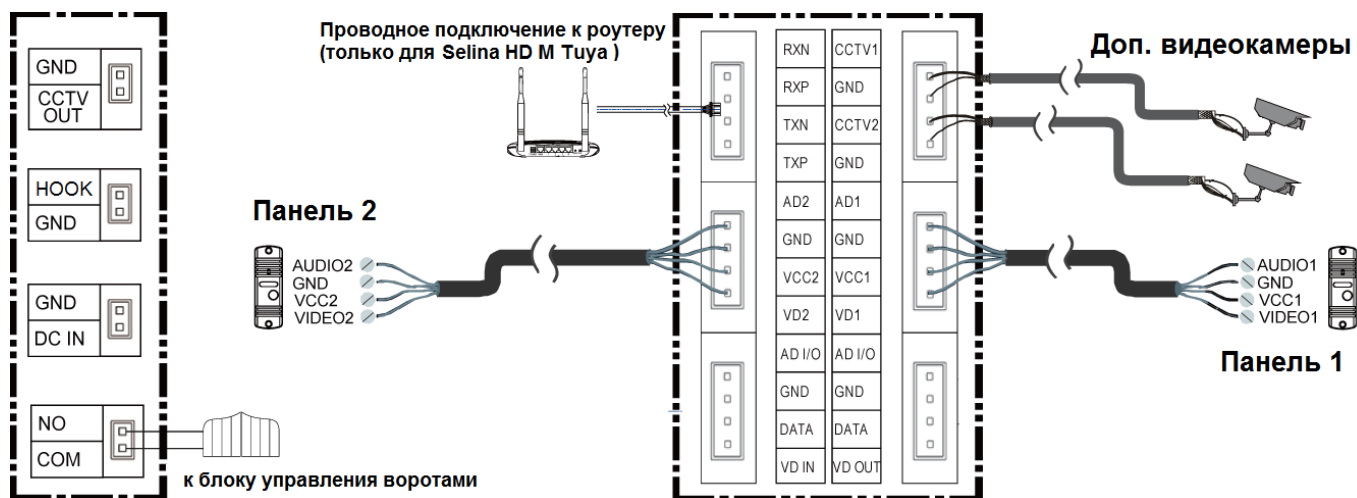 GND
CCTV
OUT
HOOK
GND
GND
DC IN
NO
COM
к блоку управления воротами
Проводное подключение к роутеру
(только для Selina HD M Tuya )
Панель 2
AUDIO2
GND
VCC2
VIDEO2
RXN CCTV1
RXP GND
TXN CCTV2
TXP GND
AD2 AD1
GND GND
VCC2 VCC1
VD2 VD1
AD I/O AD I/O
GND GND
DATA DATA
VD IN VD OUT
Доп. видеокамеры
AUDIO1
GND
VCC1
VIDEO1
Панель 1